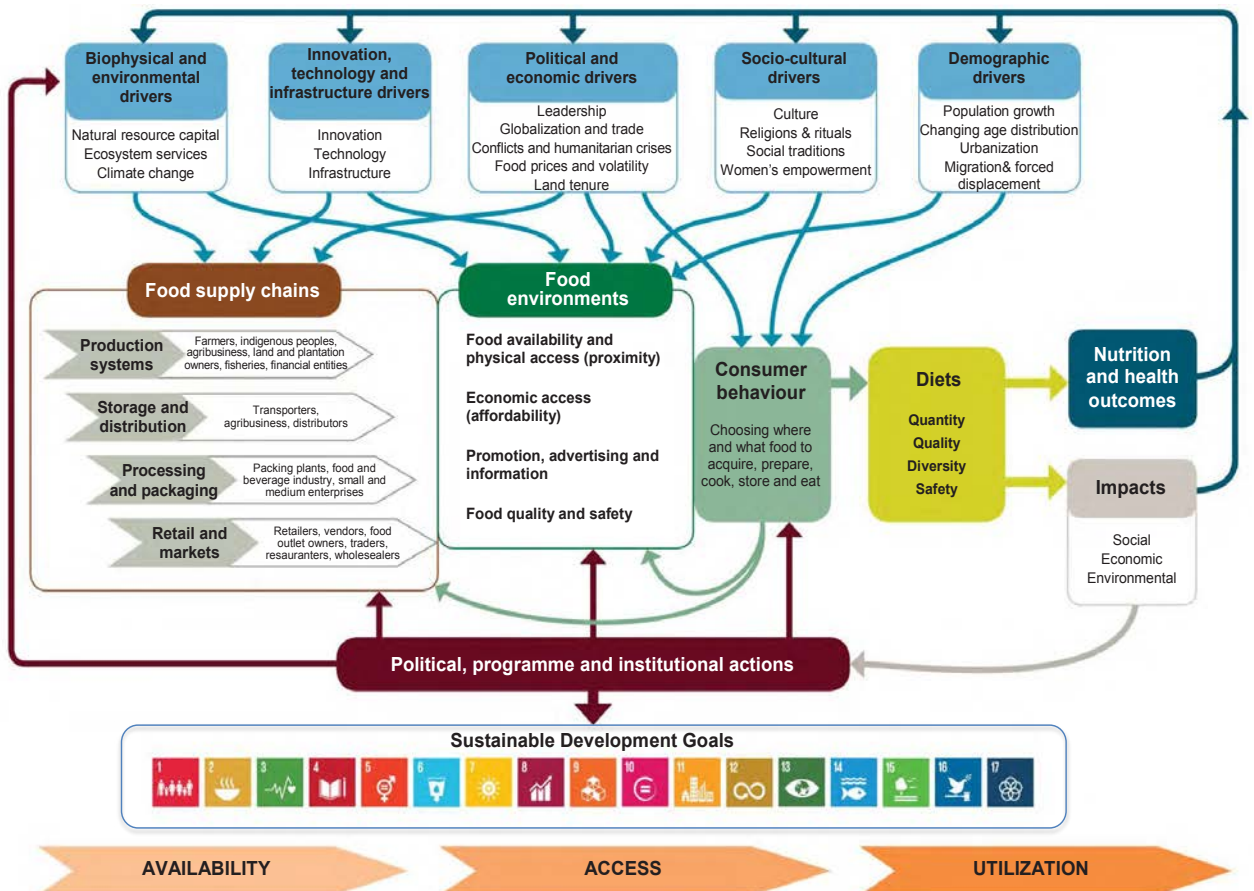 Biophysical and
environmental
drivers
Natural resource capital
Ecosystem services
Climate change
Innovation,
technology and
infrastructure drivers
Innovation
Technology
Infrastructure
Political and
economic drivers
Leadership
Globalization and trade
Conflicts and humanitarian crises
Food prices and volatility
Land tenure
Socio-cultural
drivers
Culture
Religions & rituals
Social traditions
Women's empowerment
Demographic
drivers
Population growth
Changing age distribution
Urbanization
Migration& forced
displacement
Food supply chains
Production
systems
Farmers, indigenous peoples,
agribusiness, land and plantation
owners, fisheries, financial entities
Storage and
distribution
Transporters,
agribusiness, distributors
Processing
and packaging
Packing plants, food and
beverage industry, small and
medium enterprises
Retail and
markets
Retailers, vendors, food
outlet owners, traders,
resauranters, wholesealers
Food
environments
Food availability and
physical access (proximity)
Economic access
(affordability)
Promotion, advertising and
information
Food quality and safety
Consumer
behaviour
Choosing where
and what food to
acquire, prepare,
cook, store and eat
Diets
Quantity
Quality
Diversity
Safety
Nutrition
and health
outcomes
Impacts
Social
Economic
Environmental
Political, programme and institutional actions
Sustainable Development Goals
1 2 3 4 5 6 7 8 9 10 11 12 13 14 15 16 17
AVAILABILITY
ACCESS
UTILIZATION